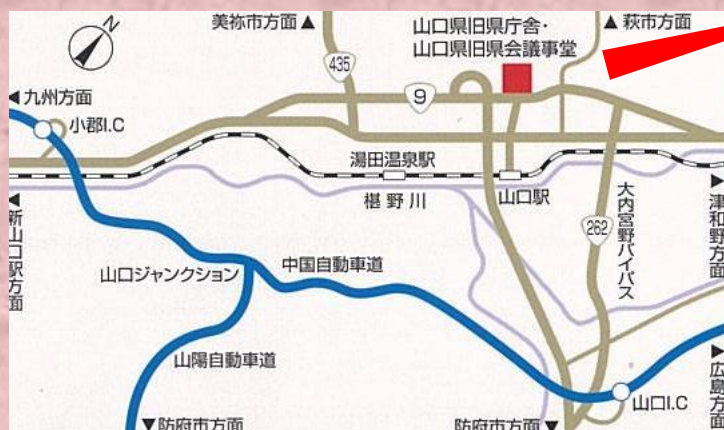 N
美祢市方面▲
山口県旧県庁舎・
山口県旧県会議事堂
▲萩市方面
435
9
◀九州方面
小郡I.C
湯田温泉駅
椹野川
山口駅
262
大内宮野バイパス
▶津和野方面
◀新山口駅方面
山口ジャンクション
中国自動車道
山陽自動車道
▶広島方面
山口I.C
▼防府市方面
防府市方面▼